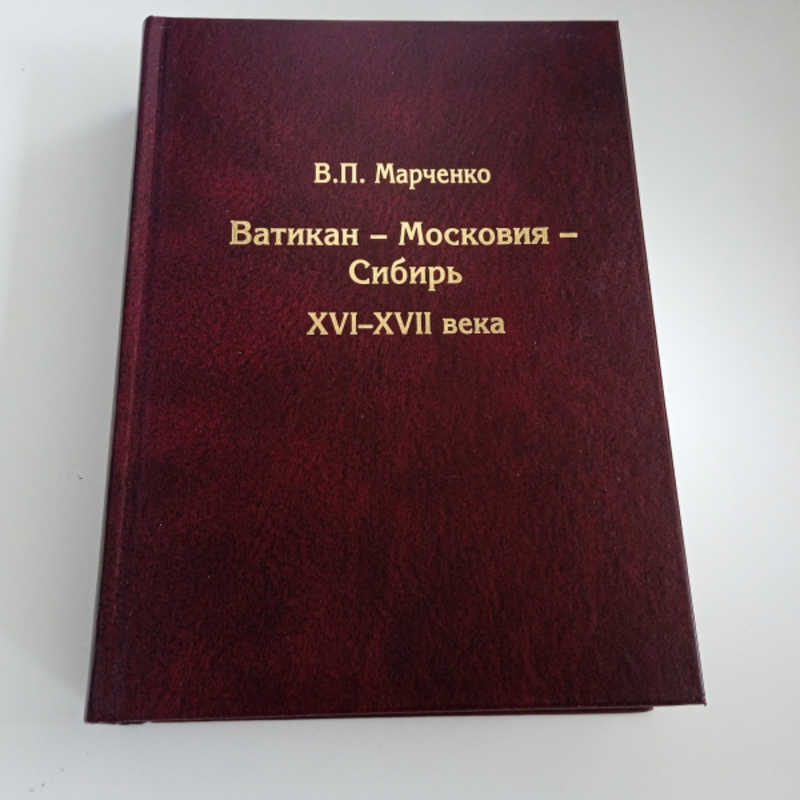 В.П. Марченко
Ватикан – Московия –
Сибирь
XVI–XVII века